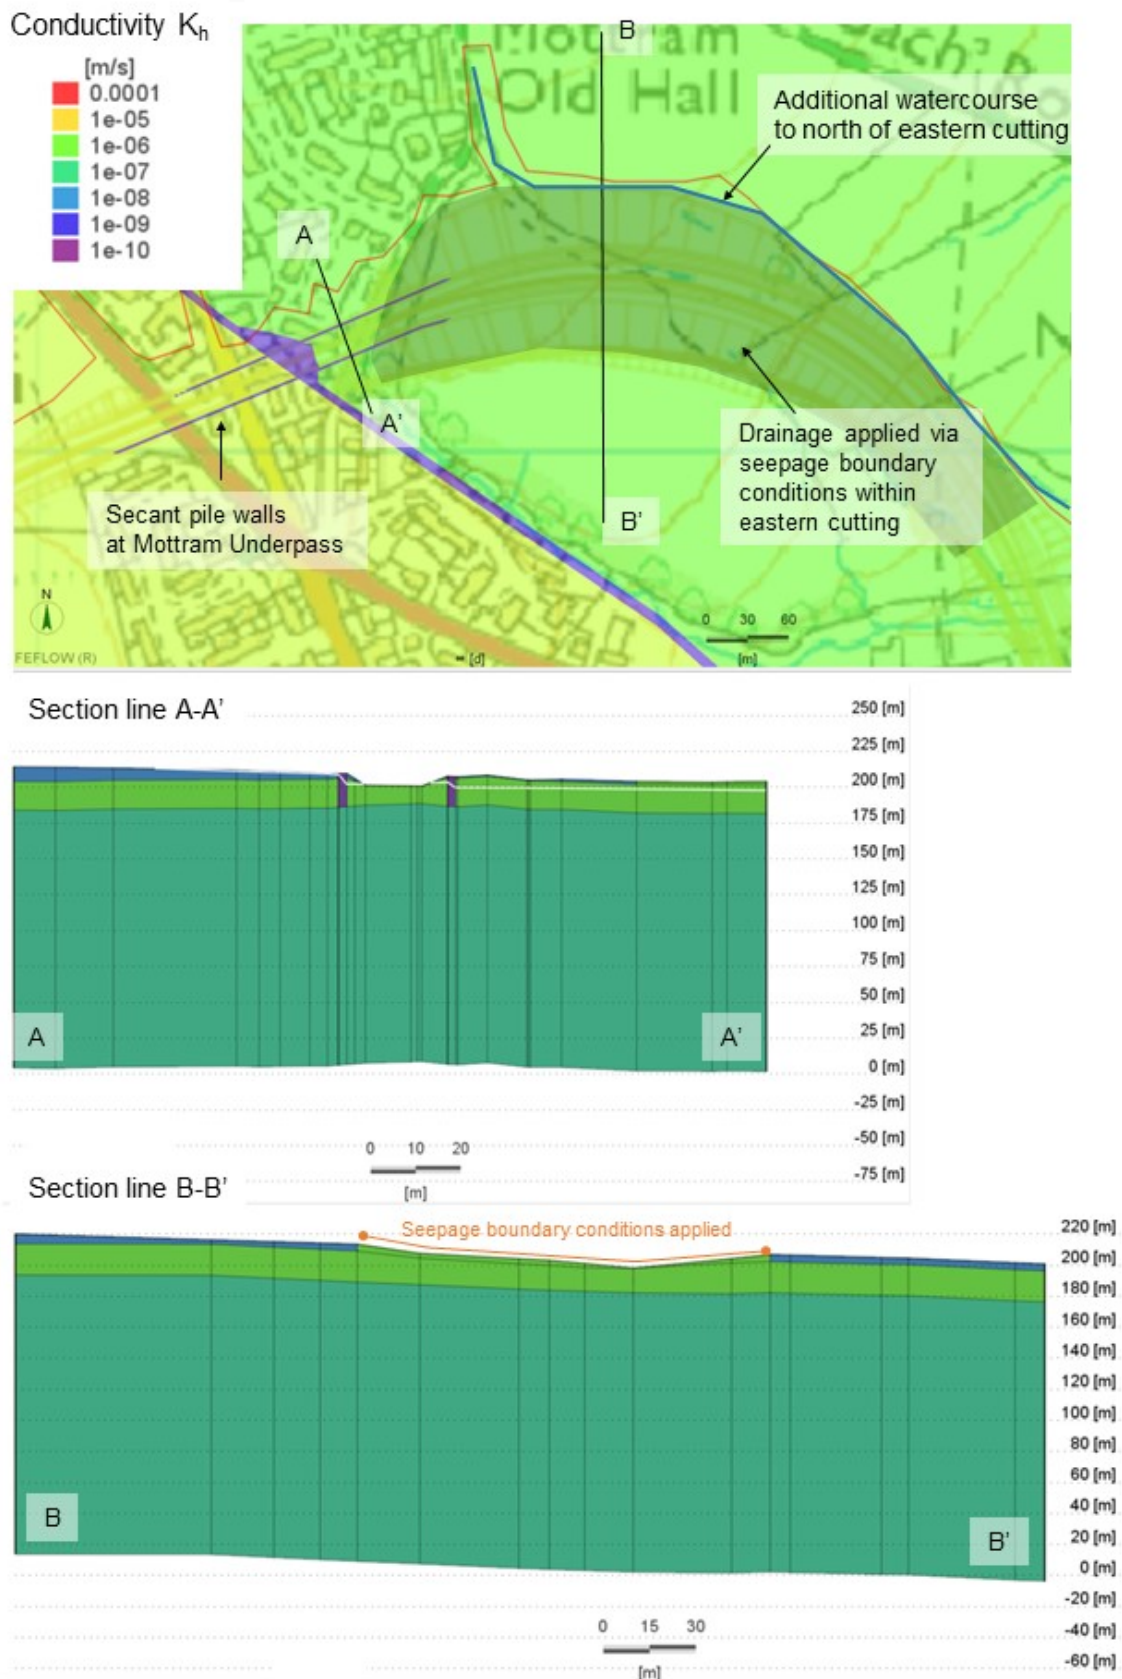 Conductivity Kh
[m/s]
0.0001
1e-05
1e-06
1e-07
1e-08
1e-09
1e-10
Mottram
Old Hall
B
Additional watercourse
to north of eastern cutting
A
A'
Drainage applied via
seepage boundary
conditions within
eastern cutting
B'
Secant pile walls
at Mottram Underpass
N
N
FEFLOW (R)
[d]
0 30 60
[m]
Section line A-A'
250 [m]
225 [m]
200 [m]
175 [m]
150 [m]
125 [m]
100 [m]
75 [m]
50 [m]
25 [m]
0 [m]
-25 [m]
-50 [m]
-75 [m]
A
A'
0 10 20
[m]
Section line B-B'
Seepage boundary conditions applied
220 [m]
200 [m]
180 [m]
160 [m]
140 [m]
120 [m]
100 [m]
80 [m]
60 [m]
40 [m]
20 [m]
0 [m]
-20 [m]
-40 [m]
-60 [m]
B
B'
0 15 30
[m]